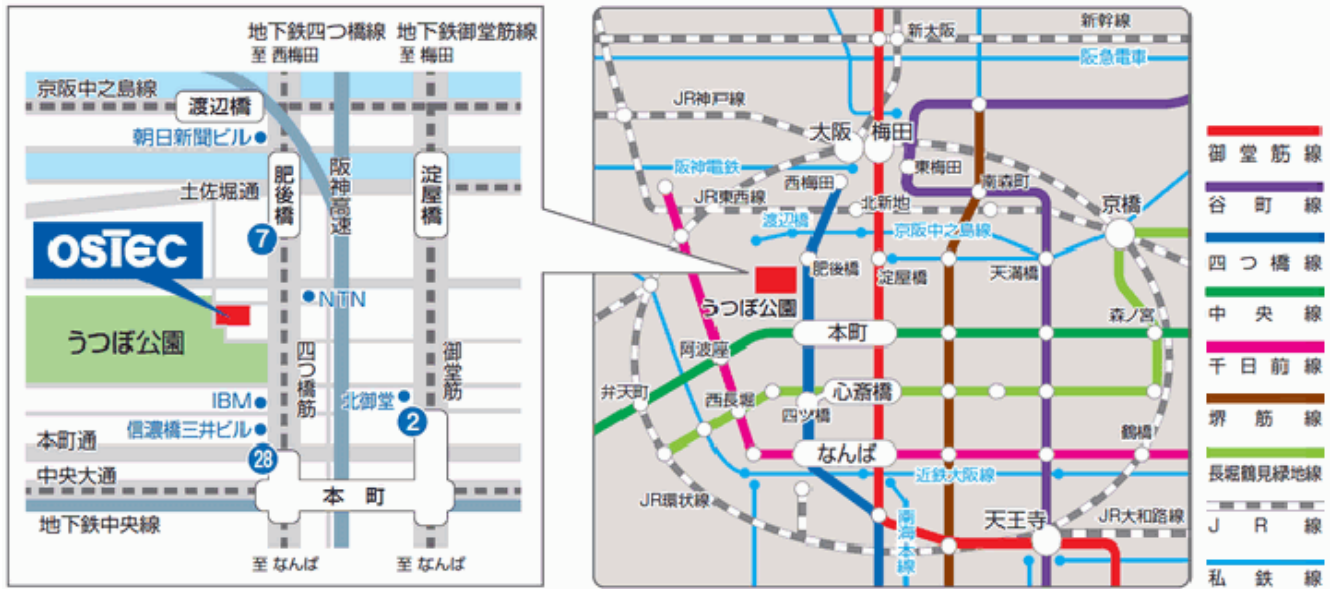 地下鉄四つ橋線
地下鉄御堂筋線
至 西梅田
至 梅田
京阪中之島線
渡辺橋
朝日新聞ビル
肥後橋
阪神高速
淀屋橋
土佐堀通
7
OSTEC
NTN
うつぼ公園
四つ橋筋
御堂筋
IBM
北御堂
2
信濃橋三井ビル
本町通
28
中央大通
本町
地下鉄中央線
至 なんば
至 なんば
新幹線
新大阪
阪急電車
JR神戸線
大阪
梅田
阪神電鉄
東梅田
西梅田
南森町
JR東西線
北新地
京橋
渡辺橋
京阪中之島線
肥後橋
淀屋橋
天満橋
うつぼ公園
森ノ宮
本町
阿波座
弁天町
心斎橋
西長堀
四ツ橋
鶴橋
なんば
近鉄大阪線
JR環状線
南海本線
天王寺
JR大和路線
御堂筋線
谷町線
四つ橋線
中央線
千日前線
堺筋線
長堀鶴見緑地線
JR線
私鉄線